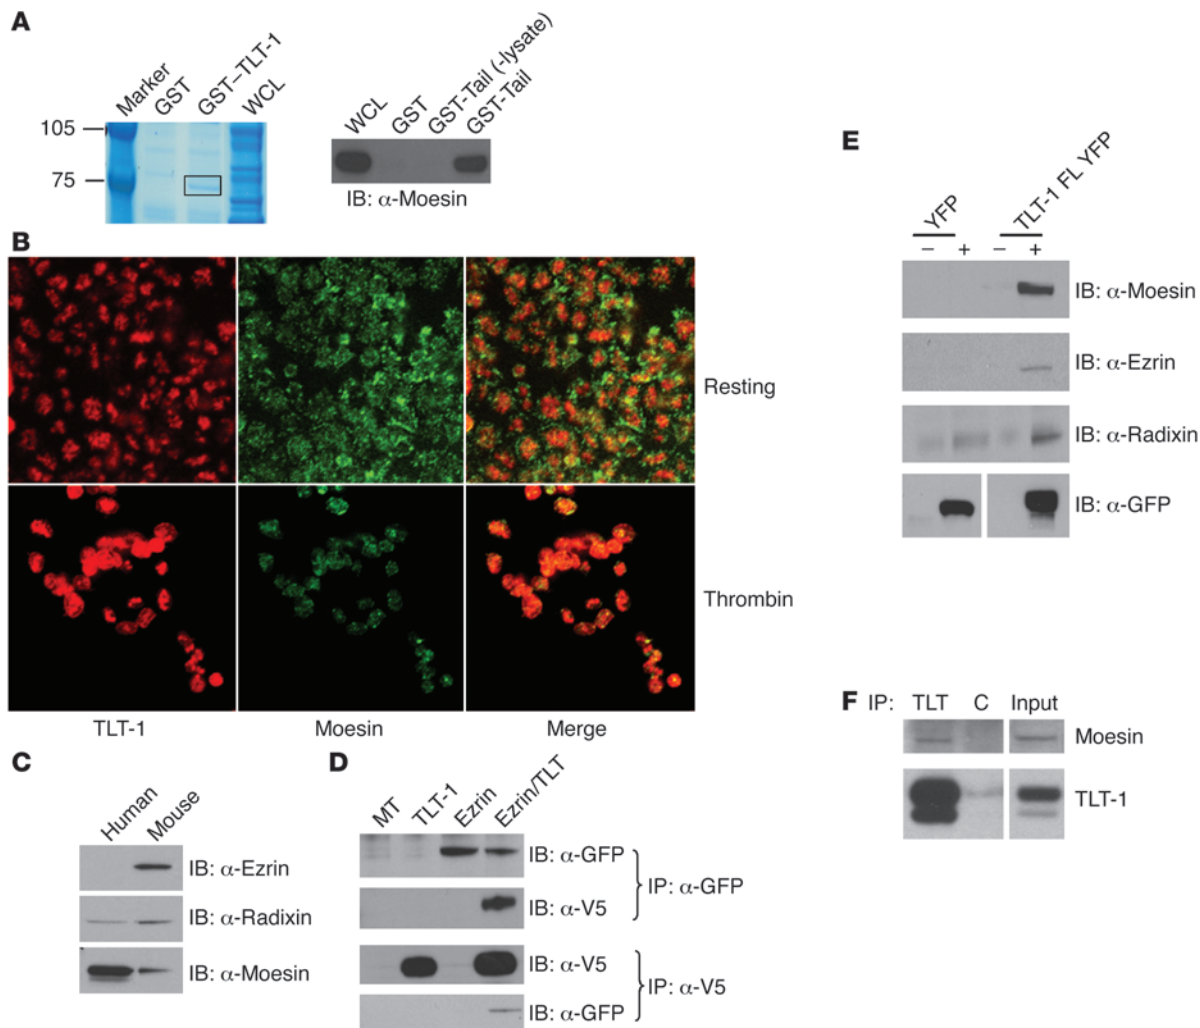 A
Marker
GST
GST–TLT-1
WCL
105
75
WCL
GST
GST-Tail (-lysate)
GST-Tail
IB: α-Moesin
B
Resting
Thrombin
TLT-1 Moesin Merge
C
Human
Mouse
IB: α-Ezrin
IB: α-Radixin
IB: α-Moesin
D
MT
TLT-1
Ezrin
Ezrin/TLT
IB: α-GFP
IB: α-V5
IP: α-GFP
IB: α-V5
IB: α-GFP
IP: α-V5
E
YFP
TLT-1 FL YFP
– + – +
IB: α-Moesin
IB: α-Ezrin
IB: α-Radixin
IB: α-GFP
F IP: TLT C Input
Moesin
TLT-1